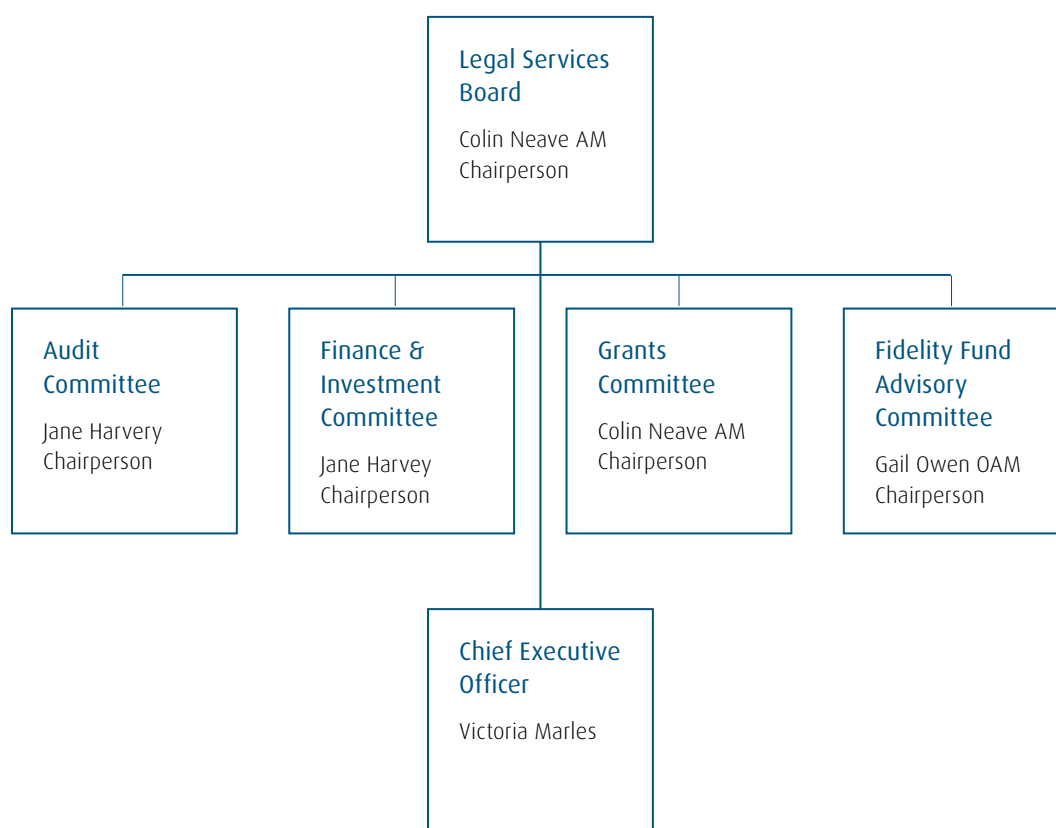 Legal Services
Board
Colin Neave AM
Chairperson
Audit
Committee
Jane Harvery
Chairperson
Finance &
Investment
Committee
Jane Harvey
Chairperson
Grants
Committee
Colin Neave AM
Chairperson
Fidelity Fund
Advisory
Committee
Gail Owen OAM
Chairperson
Chief Executive
Officer
Victoria Marles